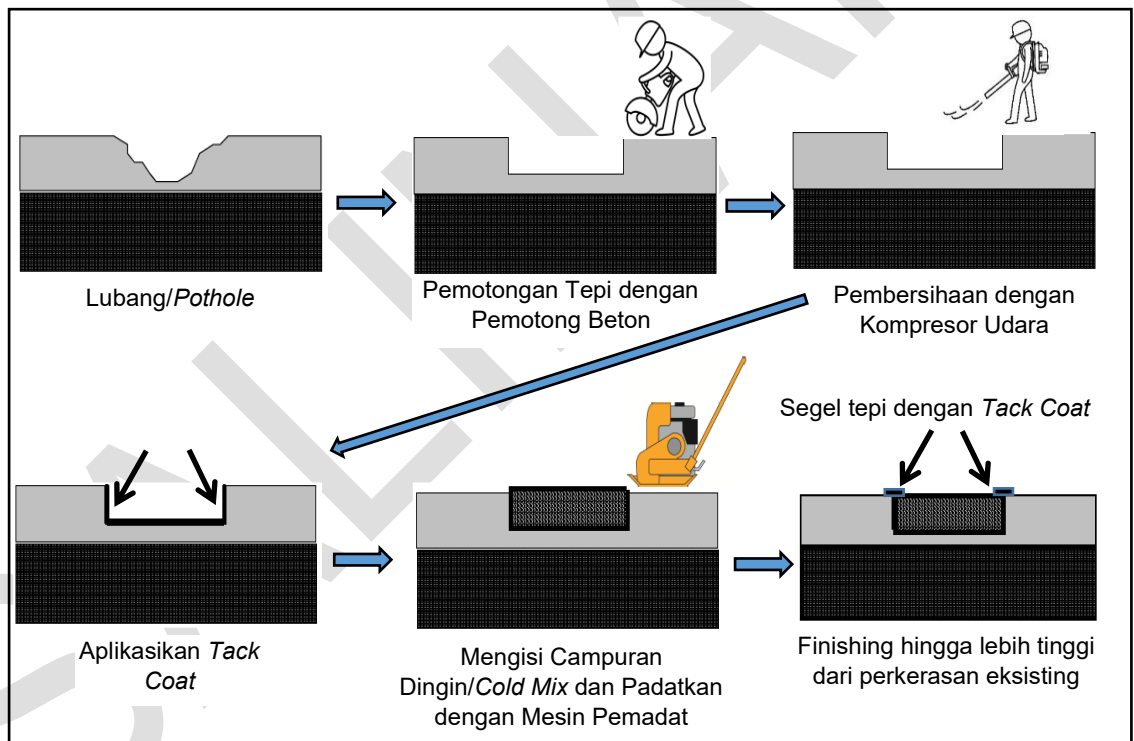 Lubang/Pothole
Pemotongan Tepi dengan
Pemotong Beton
Pembersihaan dengan
Kompresor Udara
Segel tepi dengan Tack Coat
Aplikasikan Tack
Coat
Mengisi Campuran
Dingin/Cold Mix dan Padatkan
dengan Mesin Pemadat
Finishing hingga lebih tinggi
dari perkerasan eksisting